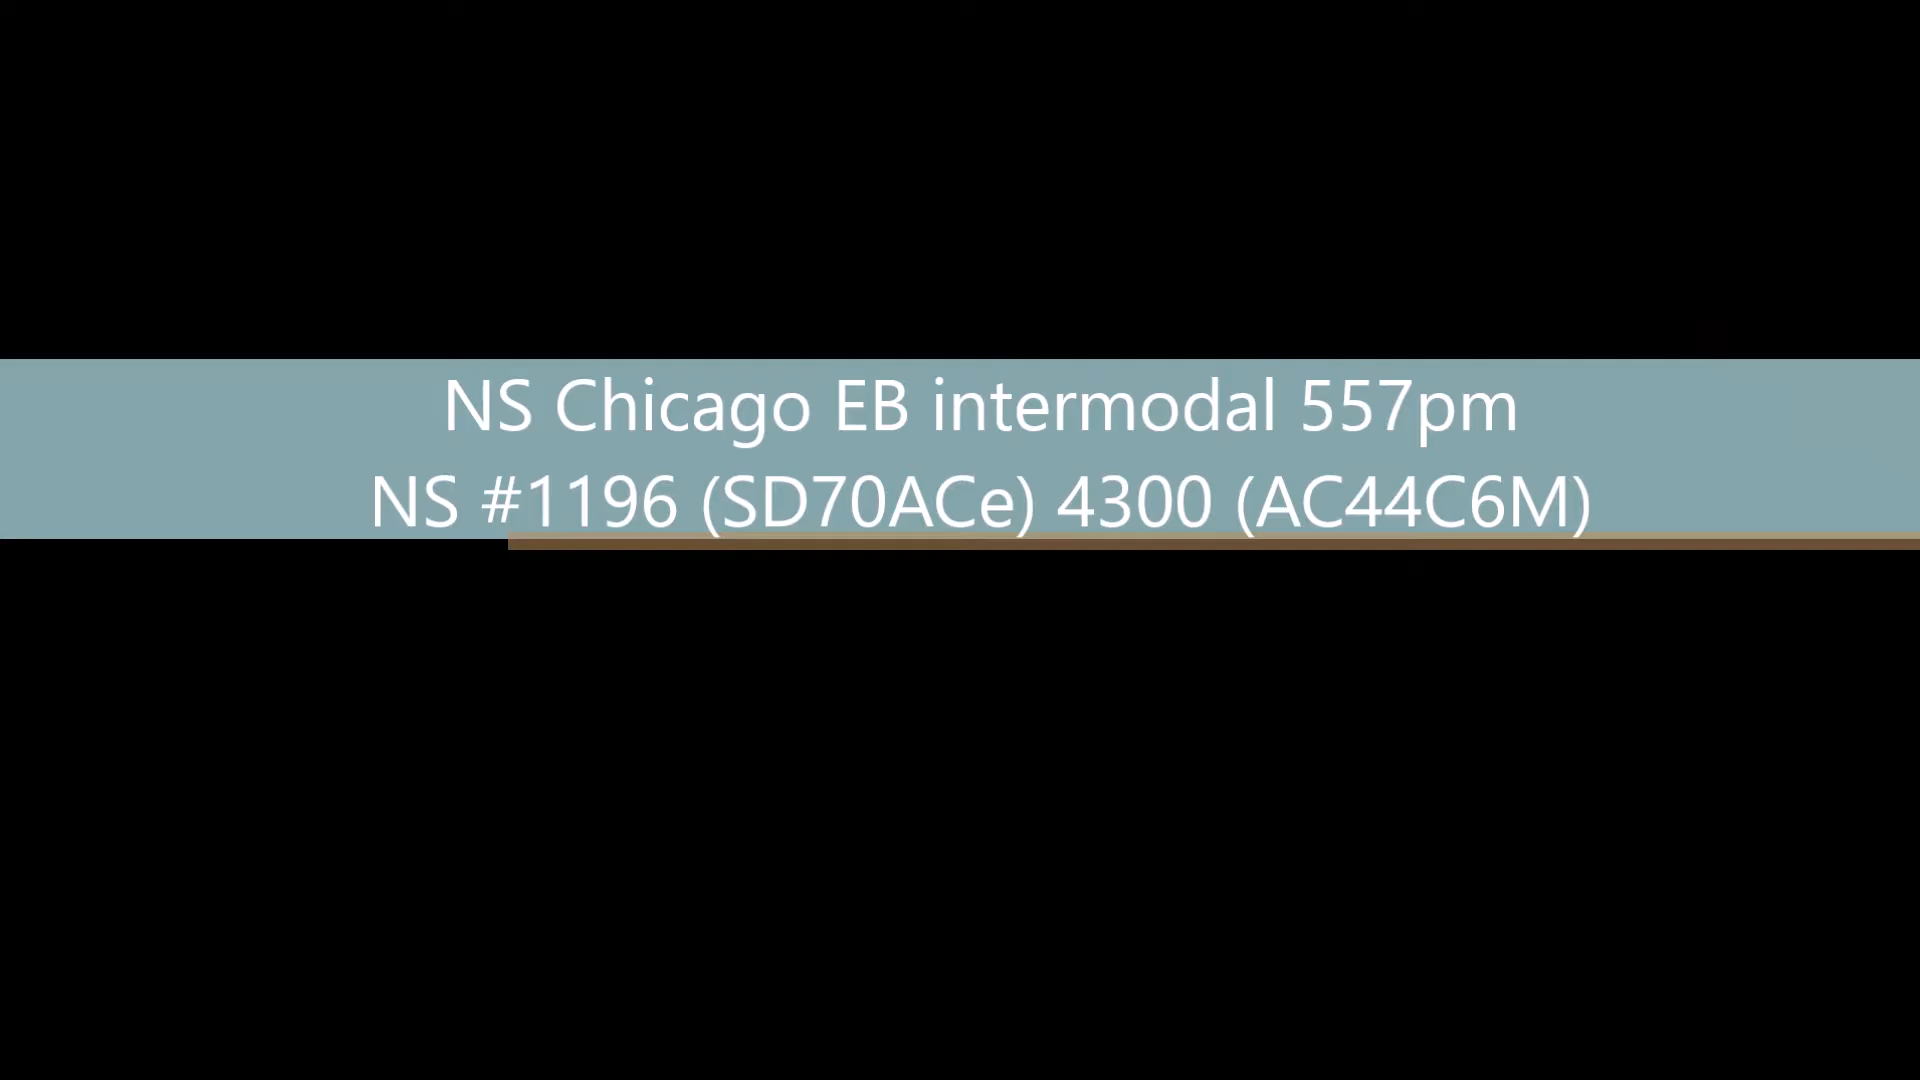 NS Chicago EB intermodal 557pm
NS #1196 (SD70ACe) 4300 (AC44C6M)